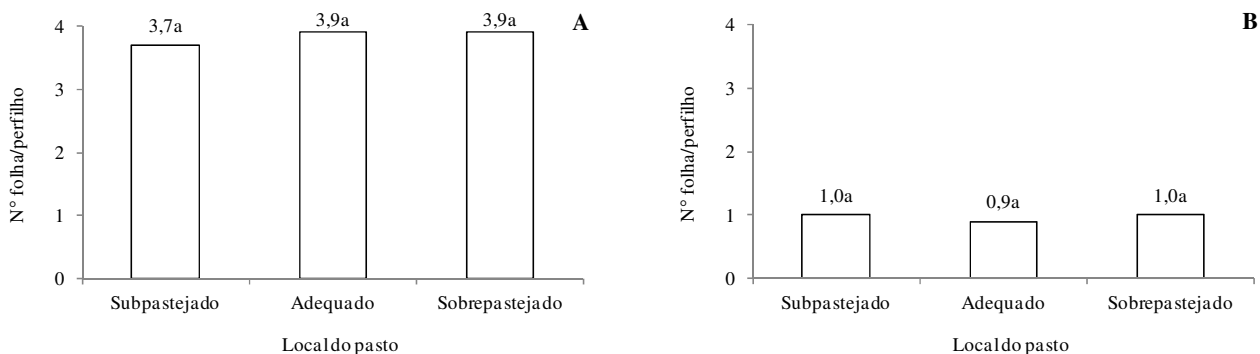 A
N° folha/perfilho
4
3
2
1
0
3,7a
3,9a
3,9a
Subpastejado
Adequado
Sobrepastejado
Local do pasto
B
N° folha/perfilho
4
3
2
1
0
1,0a
0,9a
1,0a
Subpastejado
Adequado
Sobrepastejado
Local do pasto